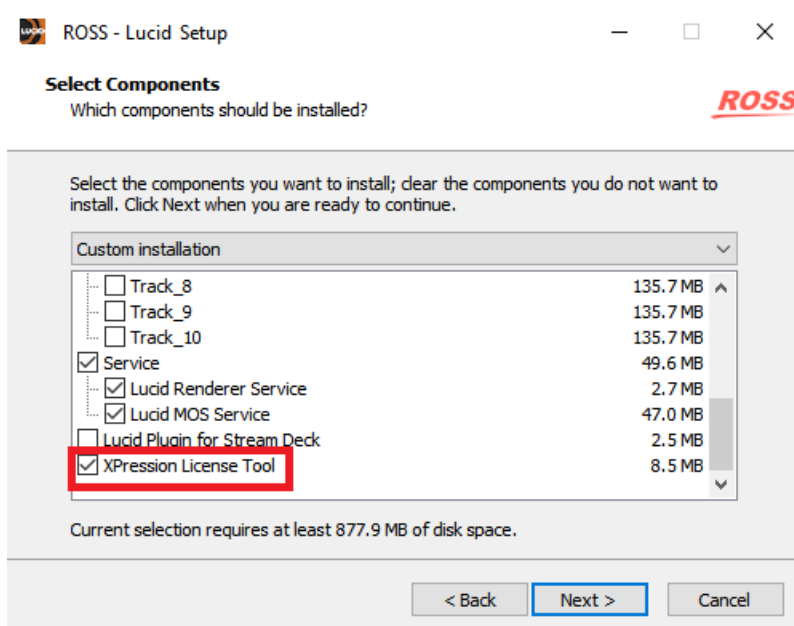 LUCID ROSS - Lucid Setup
Select Components
Which components should be installed?
ROSS
Select the components you want to install; clear the components you do not want to
install. Click Next when you are ready to continue.
Custom installation
Track_8 135.7 MB
Track_9 135.7 MB
Track_10 135.7 MB
Service 49.6 MB
Lucid Renderer Service 2.7 MB
Lucid MOS Service 47.0 MB
Lucid Plugin for Stream Deck 2.5 MB
XPression License Tool 8.5 MB
Current selection requires at least 877.9 MB of disk space.
< Back Next > Cancel